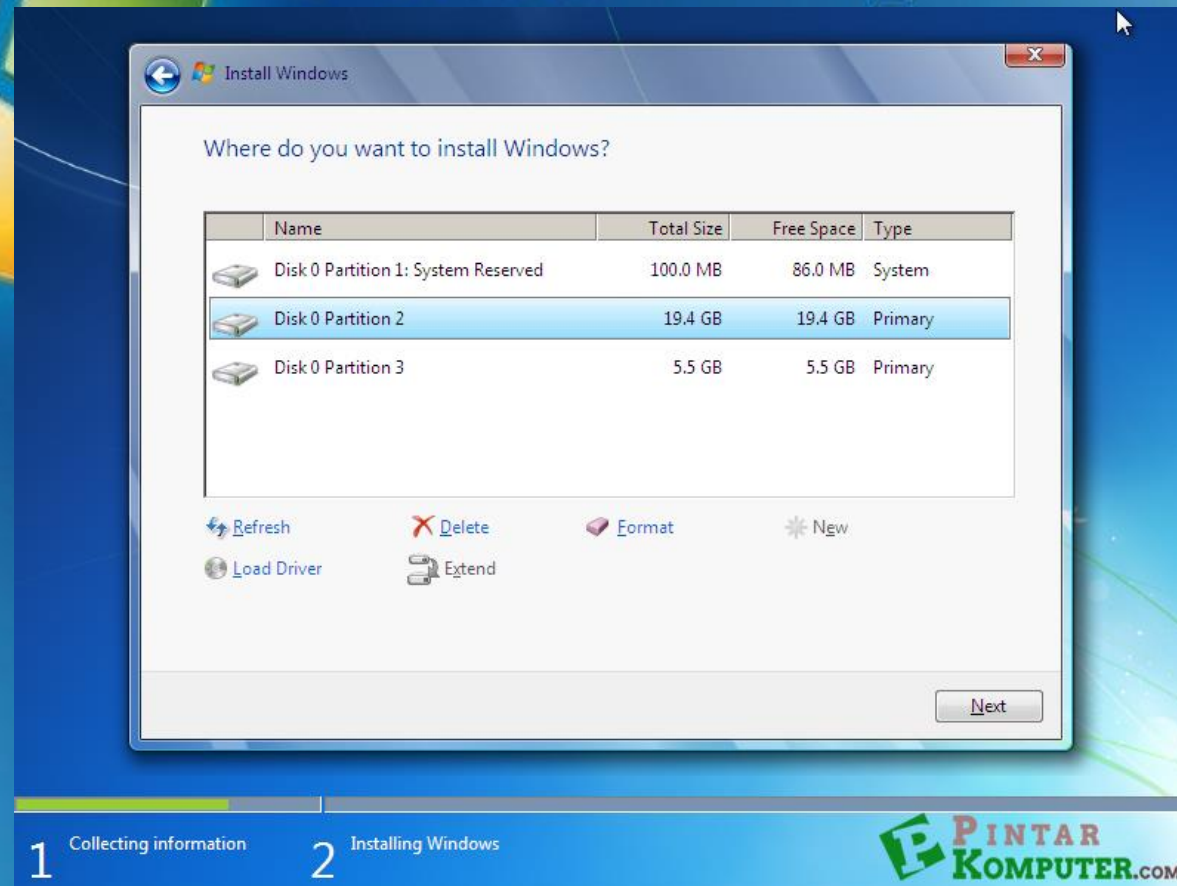 Install Windows
Where do you want to install Windows?
Name Total Size Free Space Type
Disk 0 Partition 1: System Reserved 100.0 MB 86.0 MB System
Disk 0 Partition 2 19.4 GB 19.4 GB Primary
Disk 0 Partition 3 5.5 GB 5.5 GB Primary
Refresh Delete Format New
Load Driver Extend
Next
1 Collecting information 2 Installing Windows
PINTAR
KOMPUTER.COM